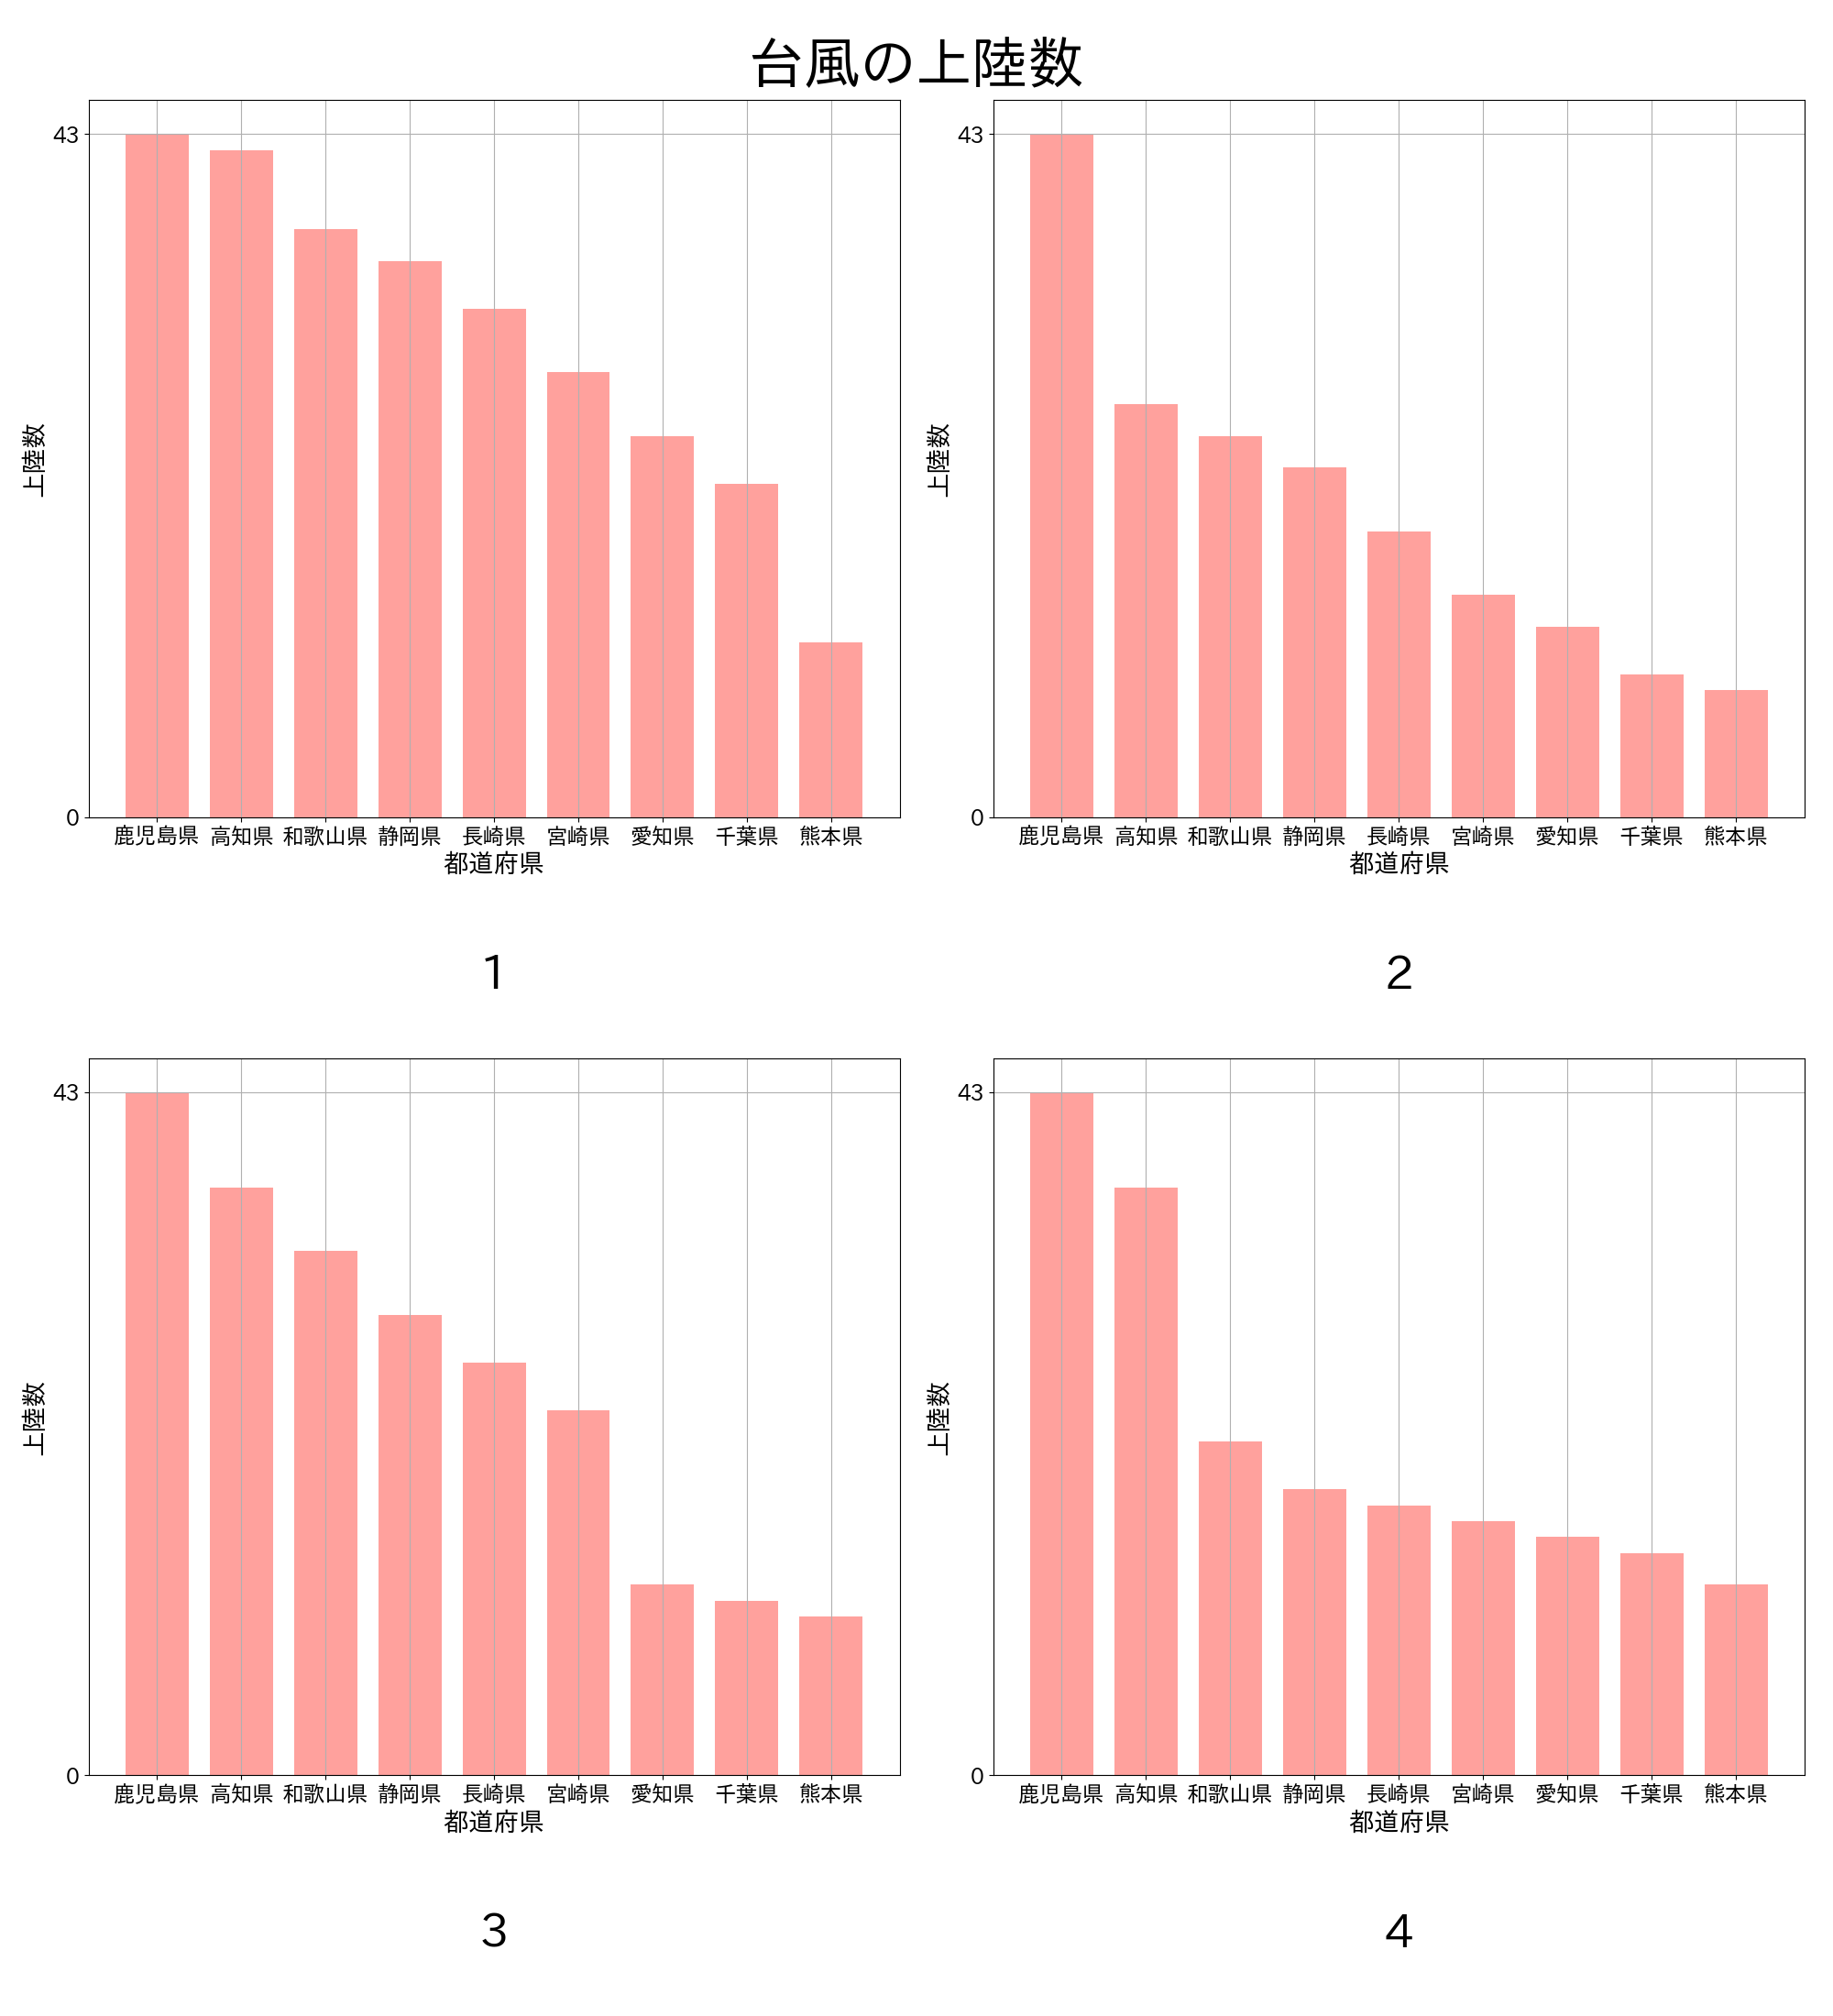 台風の上陸数
43
0
上陸数
鹿児島県 高知県 和歌山県 静岡県 長崎県 宮崎県 愛知県 千葉県 熊本県
都道府県
1
43
0
上陸数
鹿児島県 高知県 和歌山県 静岡県 長崎県 宮崎県 愛知県 千葉県 熊本県
都道府県
2
43
0
上陸数
鹿児島県 高知県 和歌山県 静岡県 長崎県 宮崎県 愛知県 千葉県 熊本県
都道府県
3
43
0
上陸数
鹿児島県 高知県 和歌山県 静岡県 長崎県 宮崎県 愛知県 千葉県 熊本県
都道府県
4